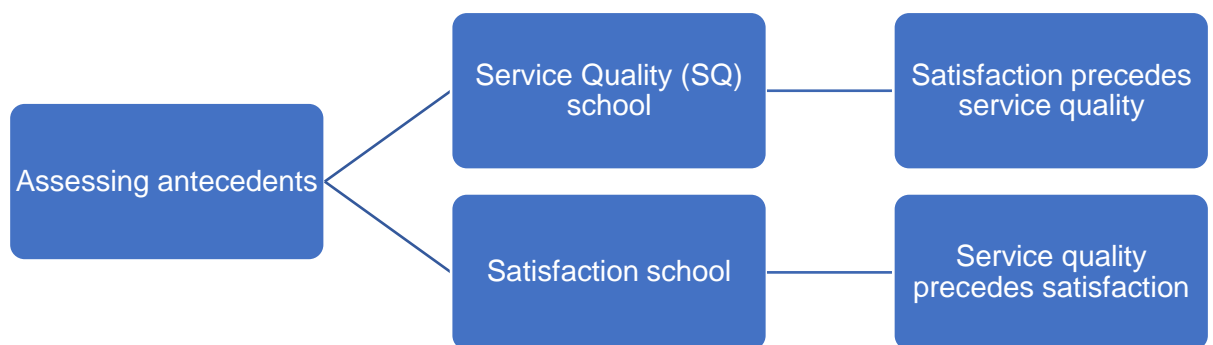 Assessing antecedents
Service Quality (SQ)
school
Satisfaction precedes
service quality
Satisfaction school
Service quality
precedes satisfaction